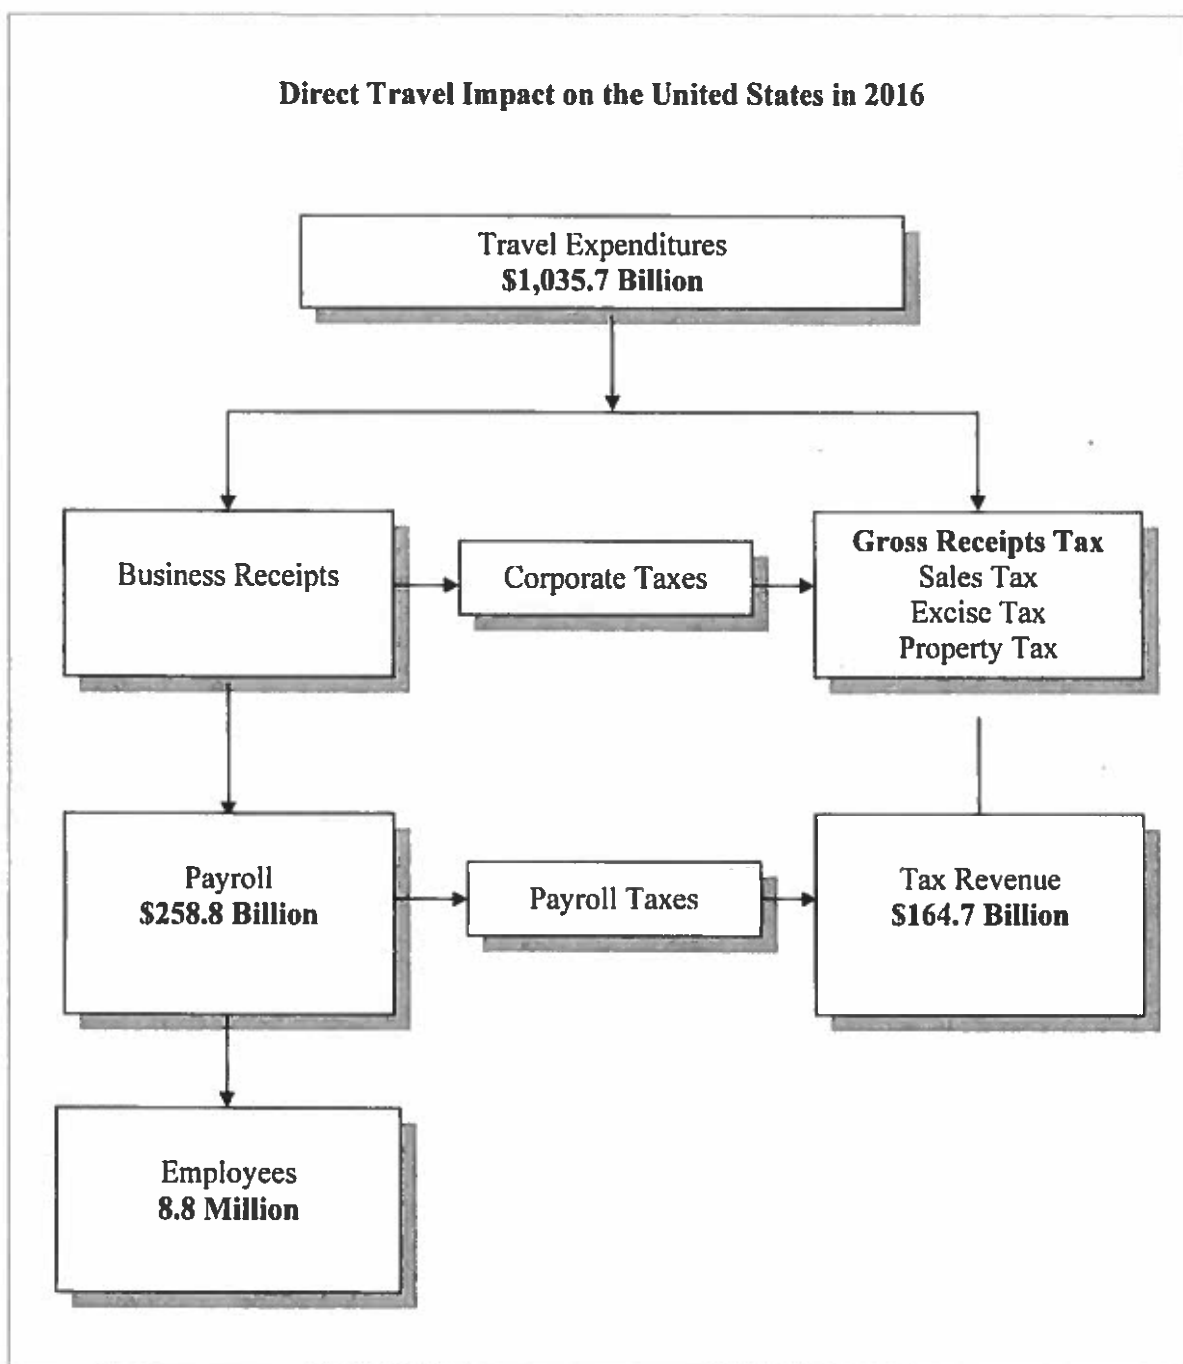 Direct Travel Impact on the United States in 2016
Travel Expenditures
$1,035.7 Billion
Business Receipts
Corporate Taxes
Gross Receipts Tax
Sales Tax
Excise Tax
Property Tax
Payroll
$258.8 Billion
Payroll Taxes
Tax Revenue
$164.7 Billion
Employees
8.8 Million